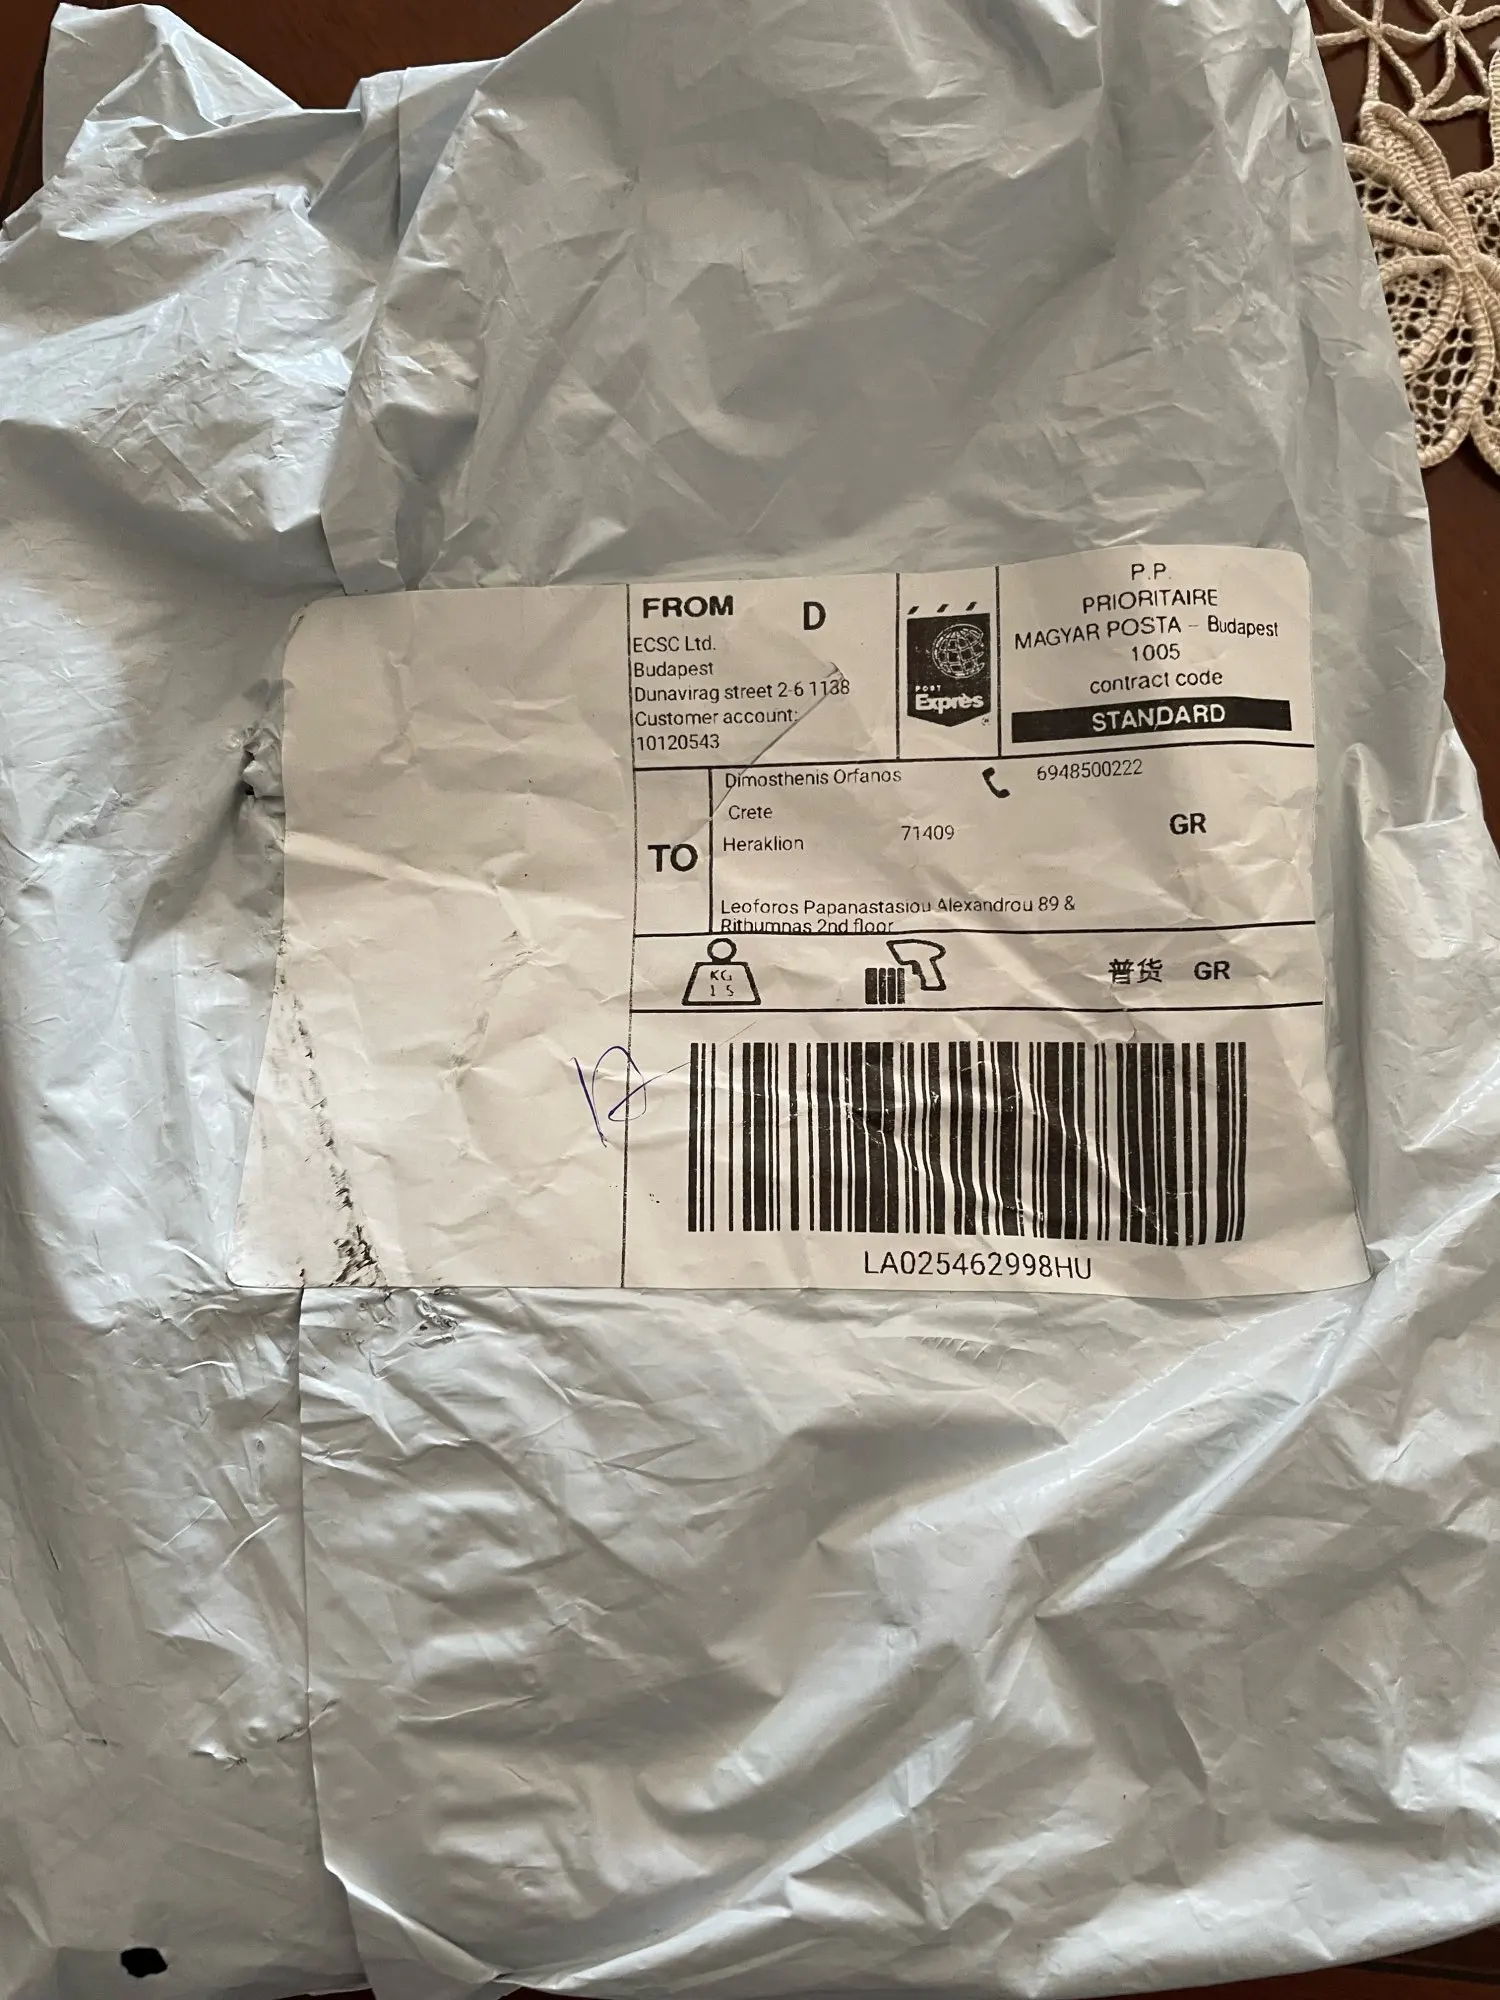 FROM D
ECSC Ltd.
Budapest
Dunavirag street 2-6 1138
Customer account:
10120543
POST
Exprès
P.P.
PRIORITAIRE
MAGYAR POSTA – Budapest
1005
contract code
STANDARD
TO
Dimosthenis Orfanos 6948500222
Crete
Heraklion 71409 GR
Leoforos Papanastasiou Alexandrou 89 &
Rithumnas 2nd floor
KG
1 5
普货 GR
LA025462998HU